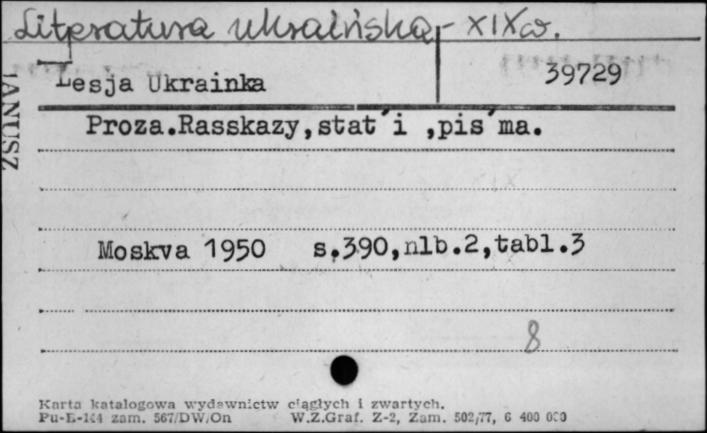 Literatura ukraińska - XIX w.
Lesja Ukrainka
39729
JANUSZ
Proza.Rasskazy,stat´i ,pis´ma.
Moskva 1950 s.390,nlb.2,tabl.3
8
Karta katalogowa wydawnictw ciągłych i zwartych.
Pu-E-144 zam. 567/DW/On W.Z.Graf. Z-2, Zam. 502/77, 6 400 000